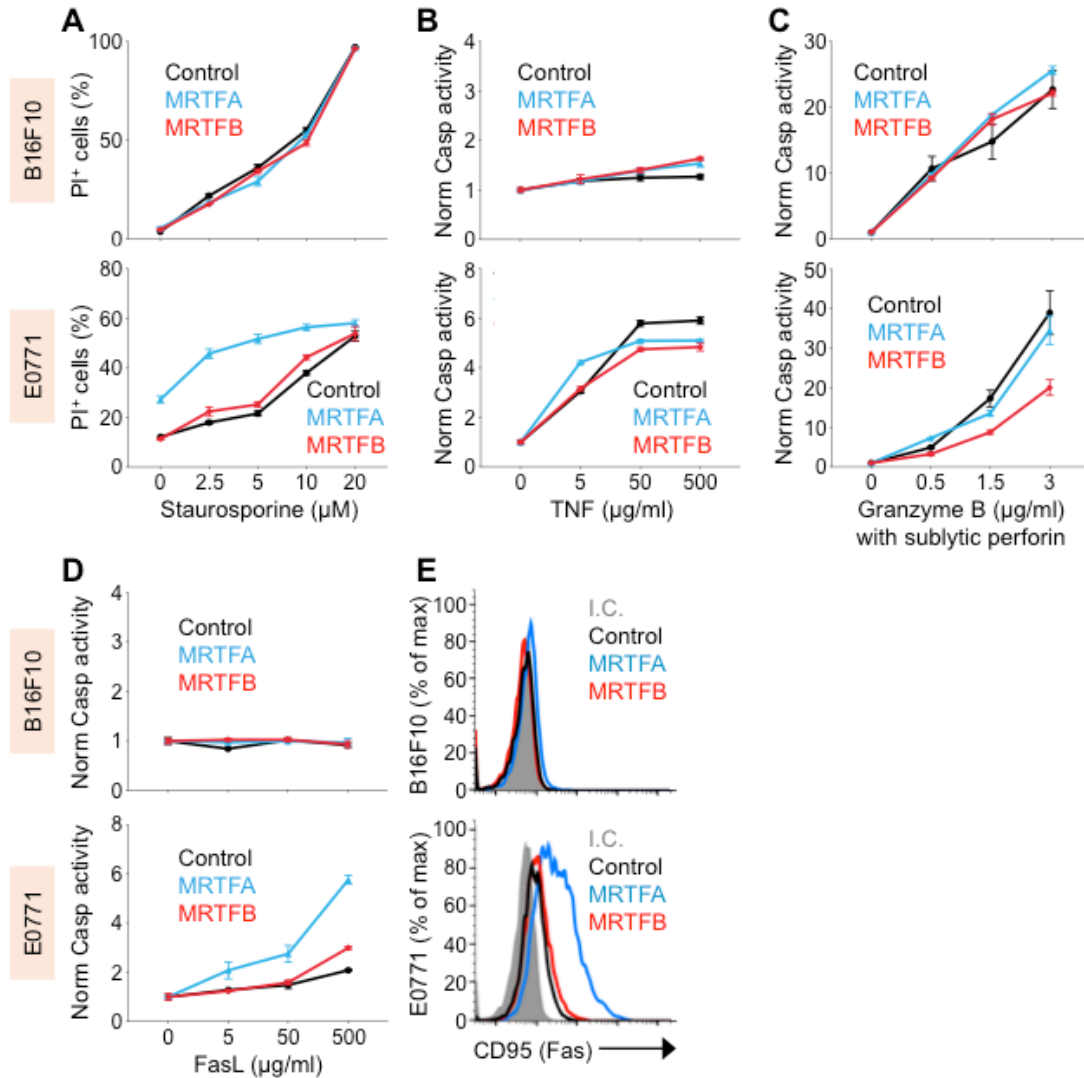 A
B
C
B16F10
PI⁺ cells (%)
100
50
0
Control
MRTFA
MRTFB
Norm Casp activity
4
3
2
1
0
Control
MRTFA
MRTFB
Norm Casp activity
30
20
10
0
Control
MRTFA
MRTFB
E0771
PI⁺ cells (%)
80
60
40
20
0
Control
MRTFA
MRTFB
0 2.5 5 10 20
Staurosporine (µM)
Norm Casp activity
8
6
4
2
0
Control
MRTFA
MRTFB
0 5 50 500
TNF (µg/ml)
Norm Casp activity
50
40
30
20
10
0
Control
MRTFA
MRTFB
0 0.5 1.5 3
Granzyme B (µg/ml)
with sublytic perforin
D
E
B16F10
Norm Casp activity
4
3
2
1
0
Control
MRTFA
MRTFB
B16F10 (% of max)
100
80
60
40
20
0
I.C.
Control
MRTFA
MRTFB
E0771
Norm Casp activity
8
6
4
2
0
Control
MRTFA
MRTFB
0 5 50 500
FasL (µg/ml)
E0771 (% of max)
100
80
60
40
20
0
I.C.
Control
MRTFA
MRTFB
CD95 (Fas)